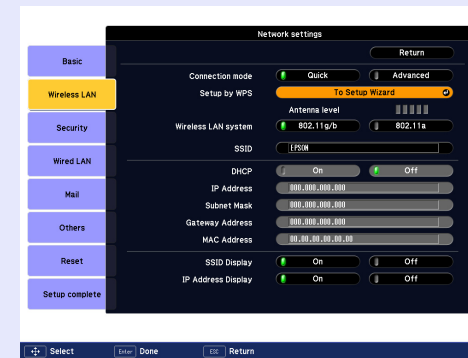 Network settings
Return
Basic
Wireless LAN
Security
Wired LAN
Mail
Others
Reset
Setup complete
Connection mode Quick Advanced
Setup by WPS To Setup Wizard
Antenna level
Wireless LAN system 802.11g/b 802.11a
SSID EPSON
DHCP On Off
IP Address 000.000.000.000
Subnet Mask 000.000.000.000
Gateway Address 000.000.000.000
MAC Address 00.00.00.00.00.00
SSID Display On Off
IP Address Display On Off
Select Enter Done ESC Return